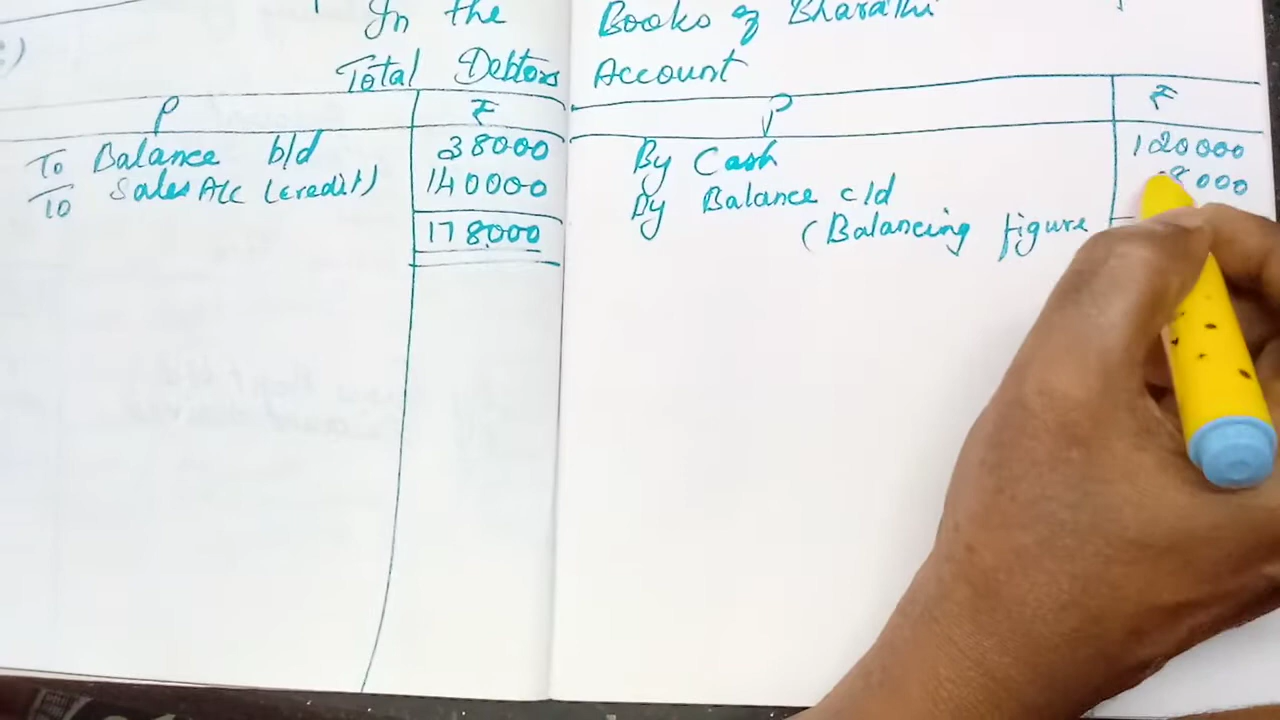 In the Books of Bharathi
Total Debtors Account
P ₹ P ₹
To Balance b/d 38000 By Cash 120000
To Sales A/c (credit) 140000 By Balance c/d 8000
178000 (Balancing figure